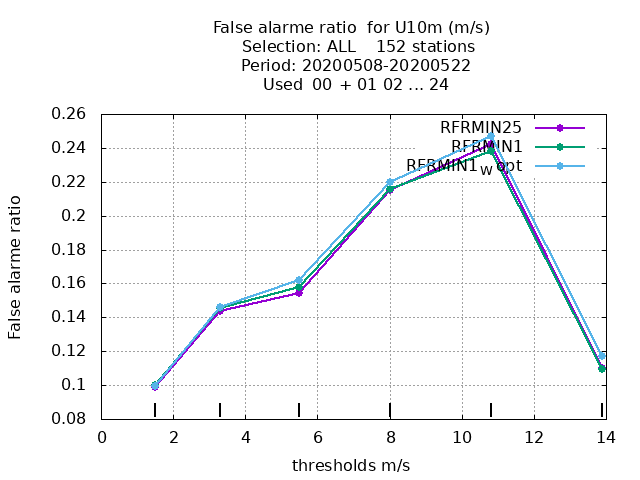 False alarme ratio  for U10m (m/s)
Selection: ALL    152 stations
Period: 20200508-20200522
Used  00 + 01 02 ... 24
0.26
0.24
0.22
0.2
0.18
0.16
0.14
0.12
0.1
0.08
False alarme ratio
RFRMIN25
RFRMIN1
RFRMIN1W opt
0 2 4 6 8 10 12 14
thresholds m/s